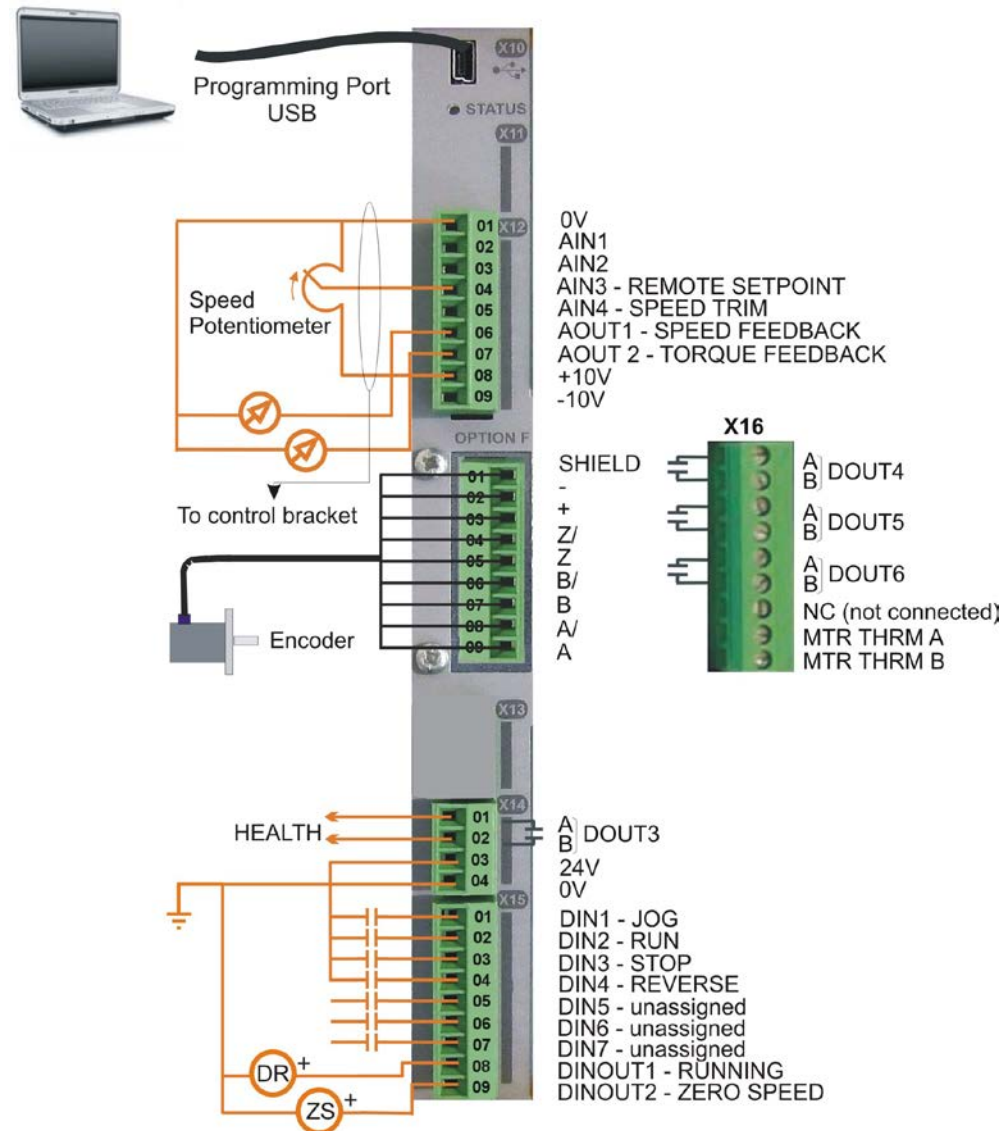 Programming Port
USB
X10
STATUS
X11
X12
01
02
03
04
05
06
07
08
09
0V
AIN1
AIN2
AIN3 - REMOTE SETPOINT
AIN4 - SPEED TRIM
AOUT1 - SPEED FEEDBACK
AOUT 2 - TORQUE FEEDBACK
+10V
-10V
Speed
Potentiometer
To control bracket
OPTION F
01
02
03
04
05
06
07
08
09
SHIELD
-
+
Z/
Z
B/
B
A/
A
Encoder
X16
A
B
DOUT4
A
B
DOUT5
A
B
DOUT6
NC (not connected)
MTR THRM A
MTR THRM B
X13
X14
HEALTH
01
02
03
04
A
B
DOUT3
24V
0V
X15
01
02
03
04
05
06
07
08
09
DIN1 - JOG
DIN2 - RUN
DIN3 - STOP
DIN4 - REVERSE
DIN5 - unassigned
DIN6 - unassigned
DIN7 - unassigned
DINOUT1 - RUNNING
DINOUT2 - ZERO SPEED
DR
+
ZS
+